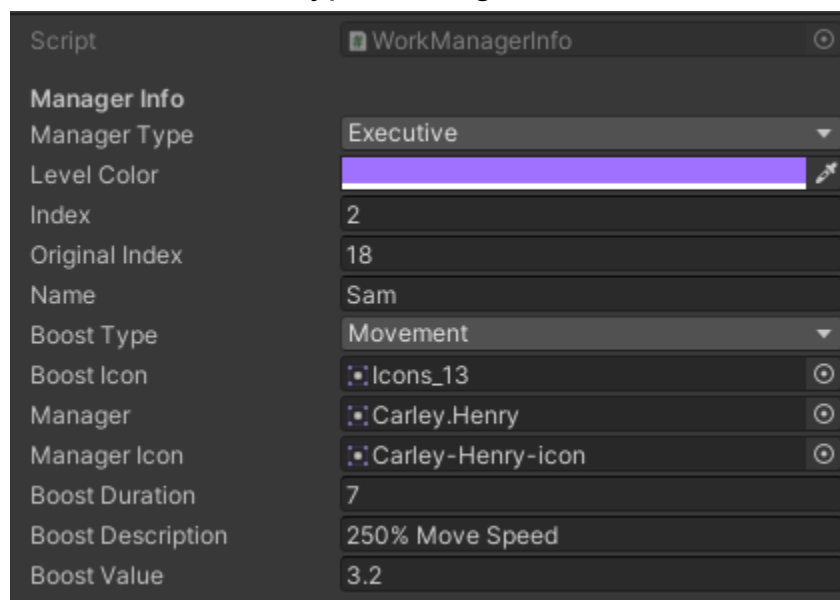 Script WorkManagerInfo
Manager Info
Manager Type Executive
Level Color
Index 2
Original Index 18
Name Sam
Boost Type Movement
Boost Icon Icons_13
Manager Carley.Henry
Manager Icon Carley-Henry-icon
Boost Duration 7
Boost Description 250% Move Speed
Boost Value 3.2